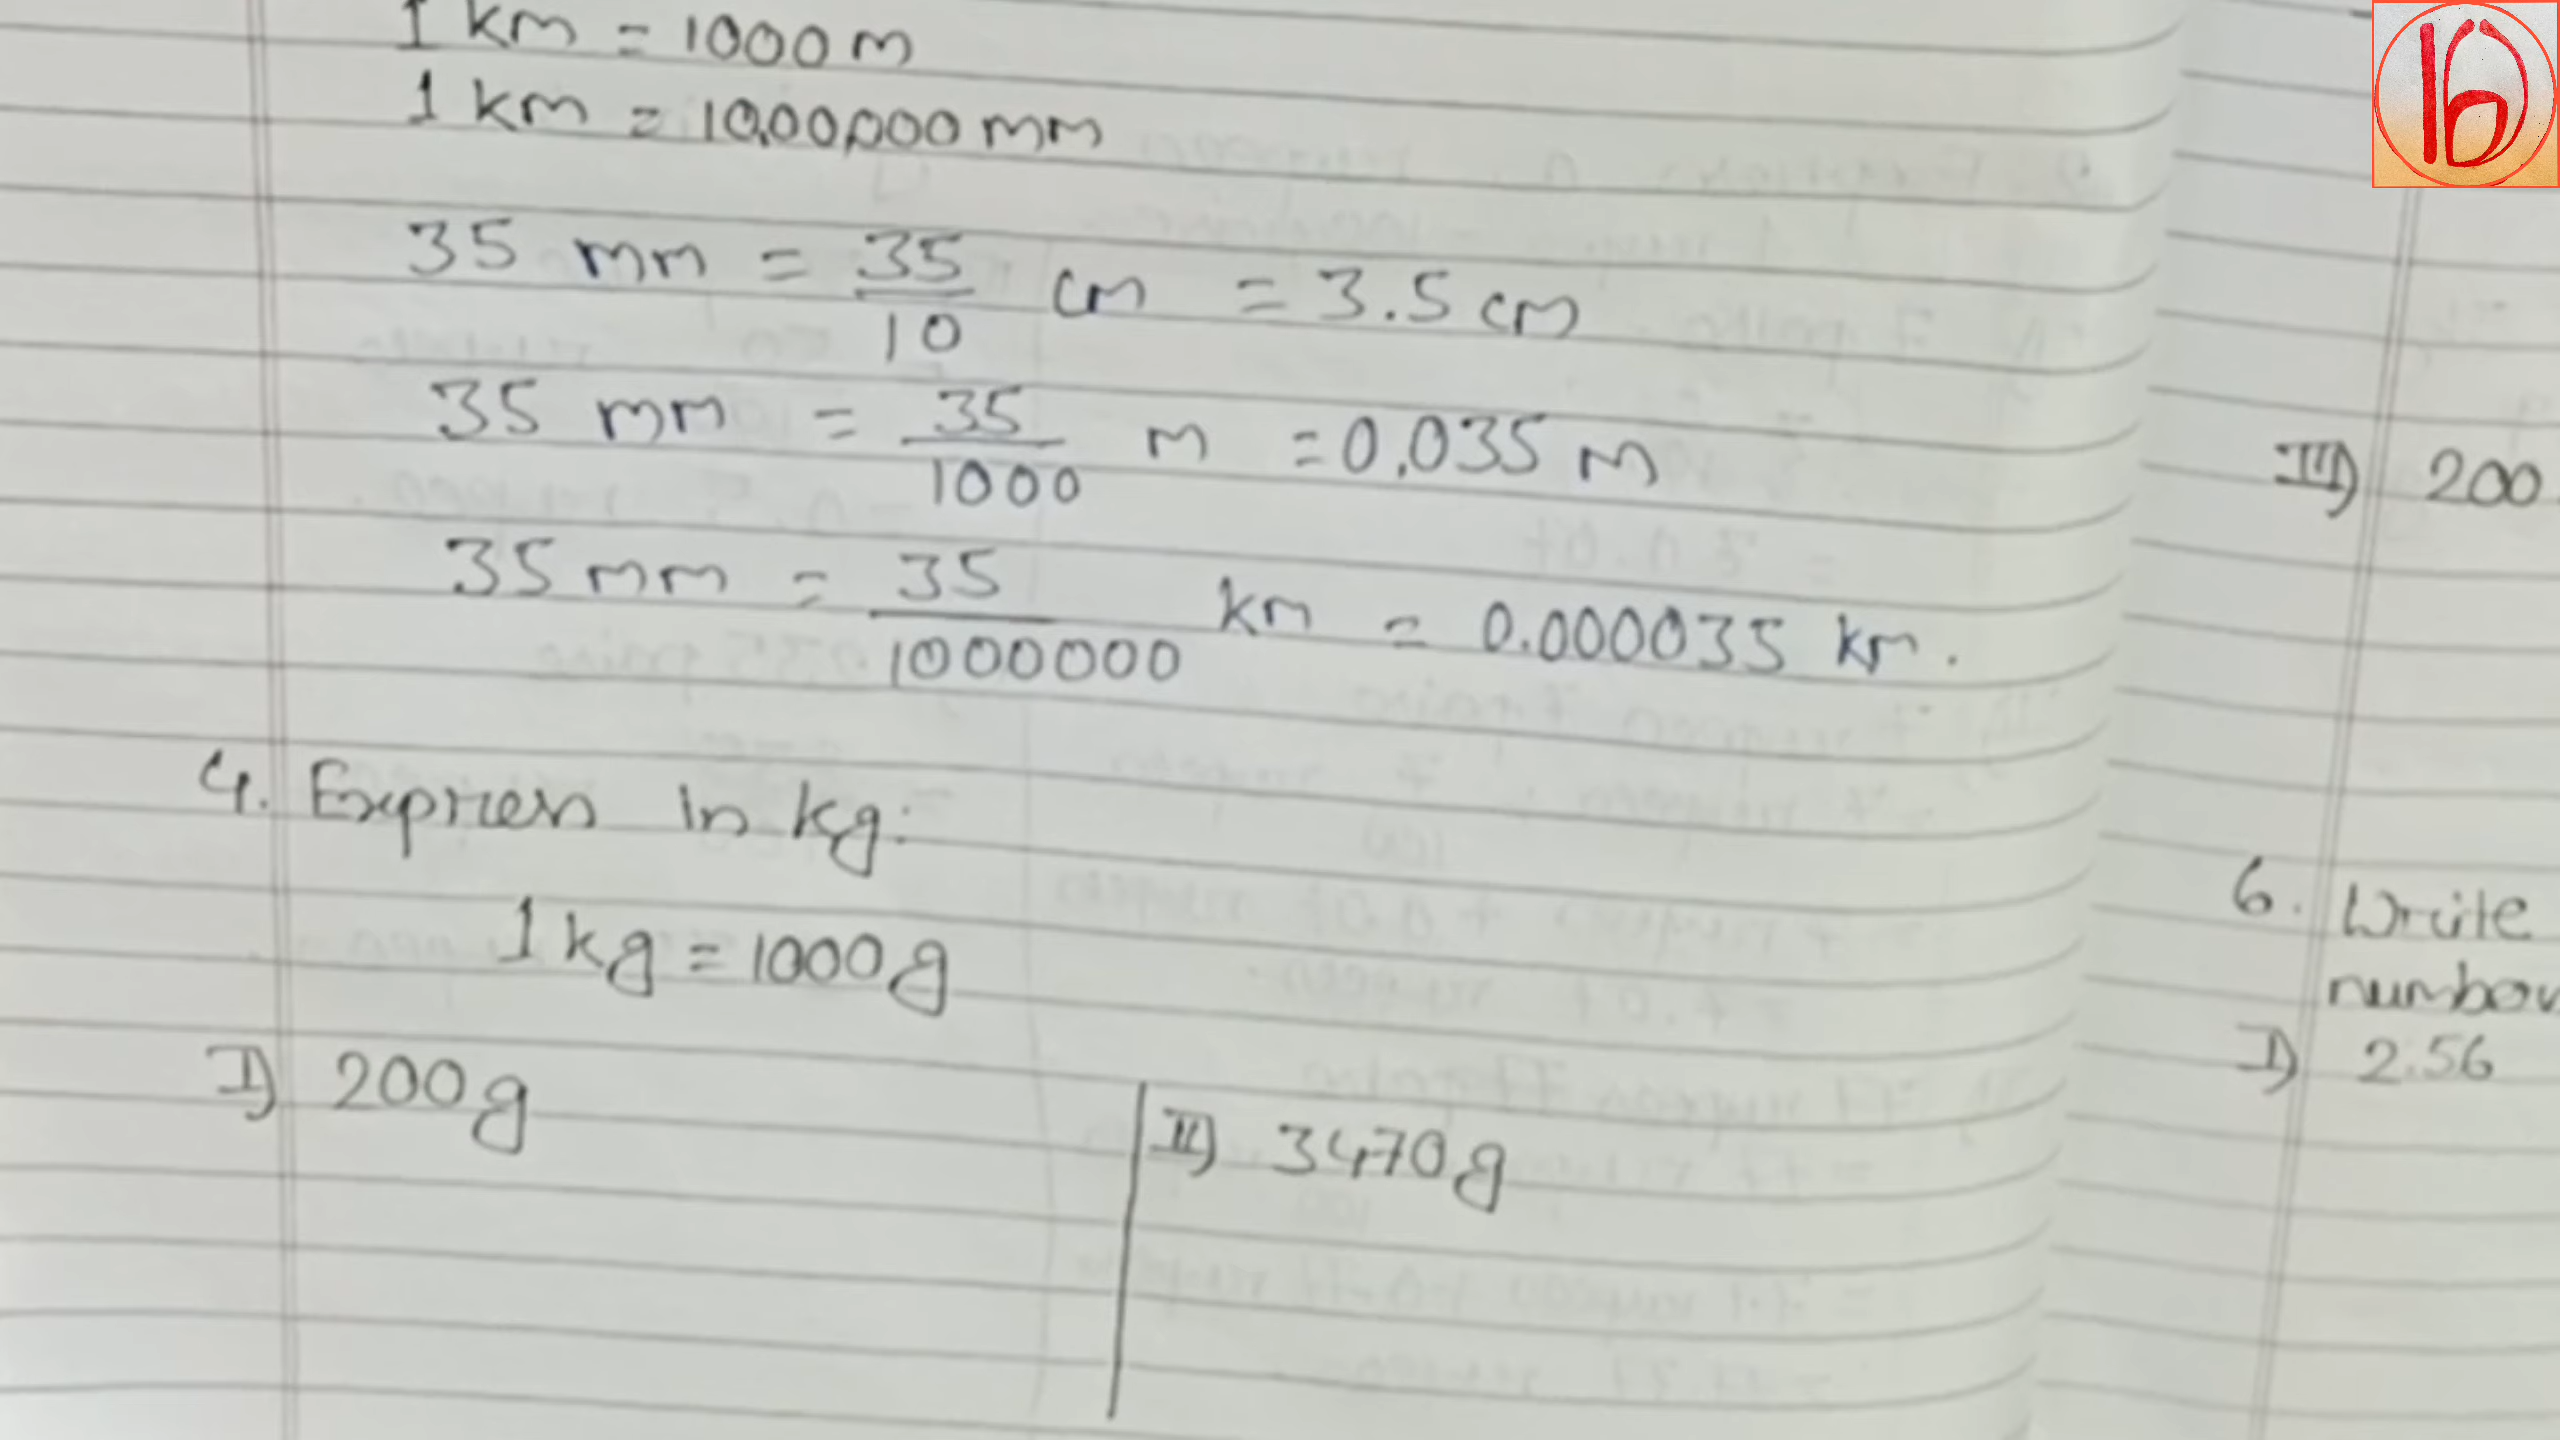 1 km = 1000 m
1 km = 10,00,000 mm
35 mm = 35/10 cm = 3.5 cm
35 mm = 35/1000 m = 0.035 m
35 mm = 35/1000000 km = 0.000035 km.
4. Express in kg:
1 kg = 1000 g
I) 200 g
II) 3470 g
III) 200
6. Write
I) 2.56